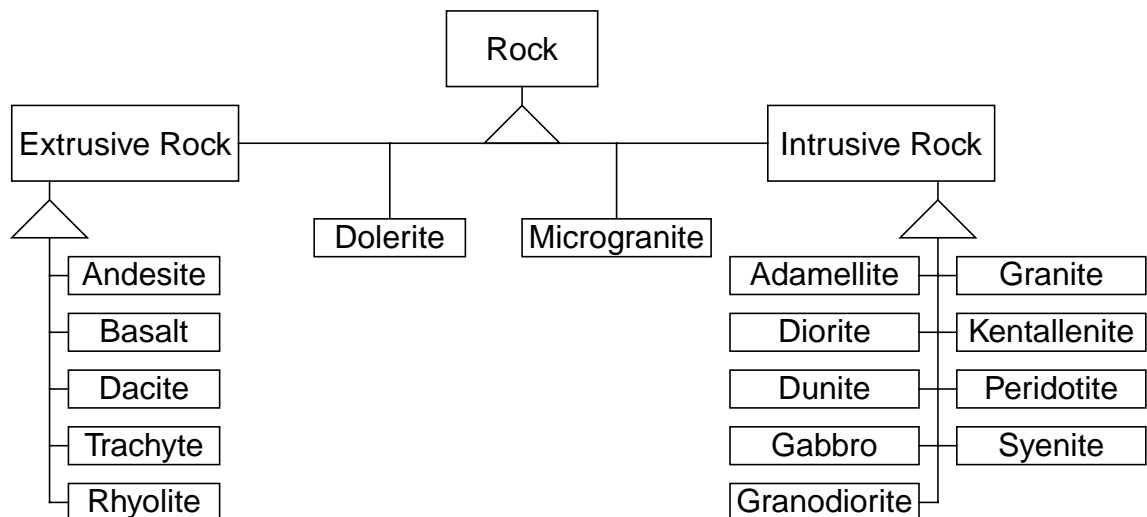 Rock
Extrusive Rock
Intrusive Rock
Dolerite
Microgranite
Andesite
Basalt
Dacite
Trachyte
Rhyolite
Adamellite
Granite
Diorite
Kentallenite
Dunite
Peridotite
Gabbro
Syenite
Granodiorite